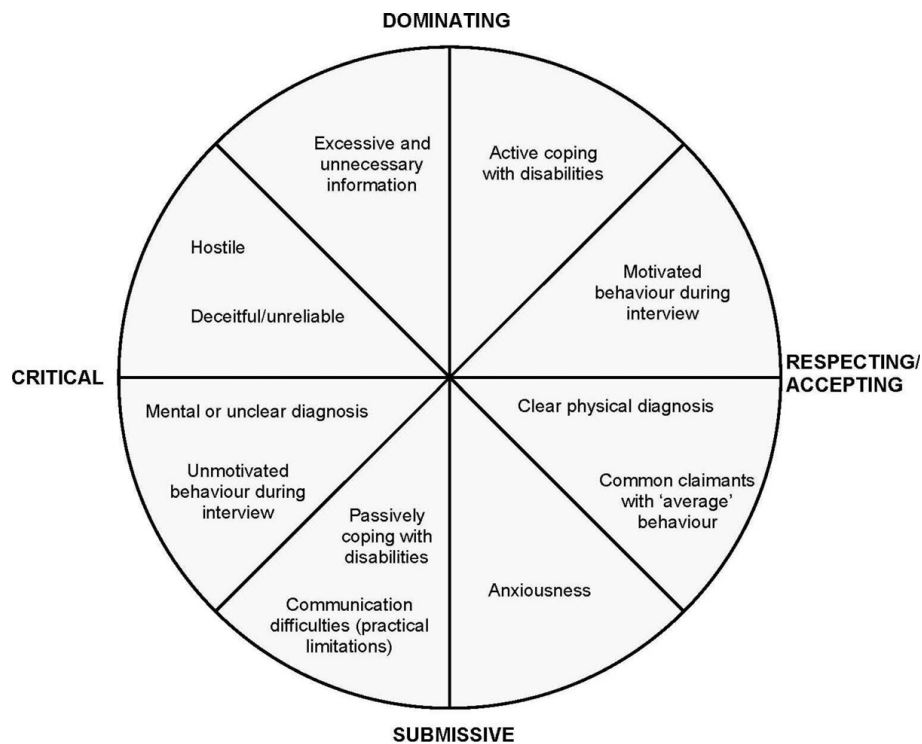 DOMINATING
Excessive and
unnecessary
information
Active coping
with disabilities
Hostile
Deceitful/unreliable
Motivated
behaviour during
interview
CRITICAL
RESPECTING/
ACCEPTING
Mental or unclear diagnosis
Unmotivated
behaviour during
interview
Clear physical diagnosis
Common claimants
with ‘average’
behaviour
Passively
coping with
disabilities
Communication
difficulties (practical
limitations)
Anxiousness
SUBMISSIVE